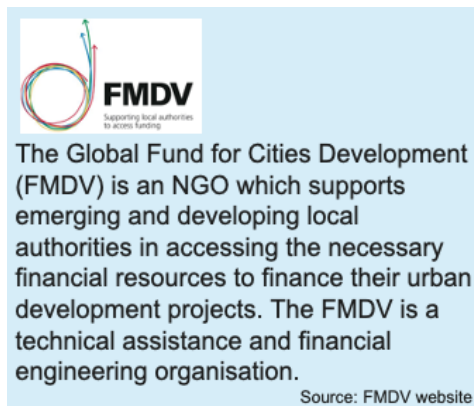 FMDV
Supporting local authorities
to access funding
The Global Fund for Cities Development
(FMDV) is an NGO which supports
emerging and developing local
authorities in accessing the necessary
financial resources to finance their urban
development projects. The FMDV is a
technical assistance and financial
engineering organisation.
Source: FMDV website